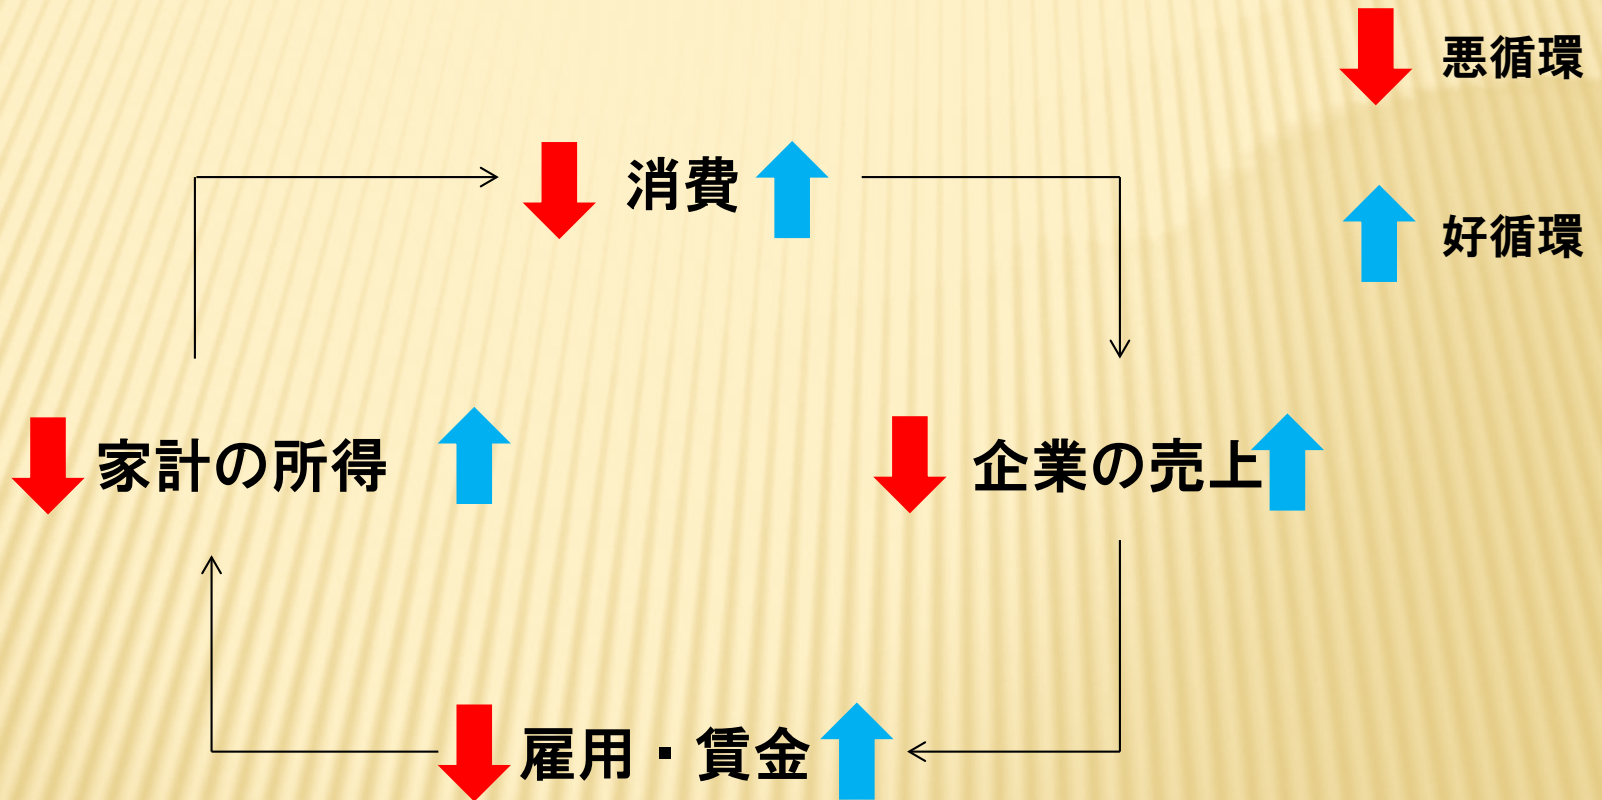 悪循環
消費
好循環
家計の所得
企業の売上
雇用・賃金